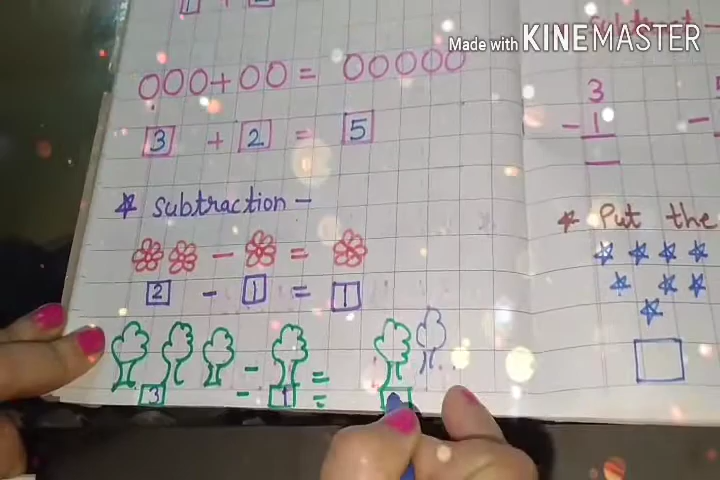 Made with KINEMASTER
+
000+00 = 00000
3 + 2 = 5
* Subtraction -
- =
2 - 1 = 1
- =
3 - 1 =
subtract -
3
- 1
-
* Put the